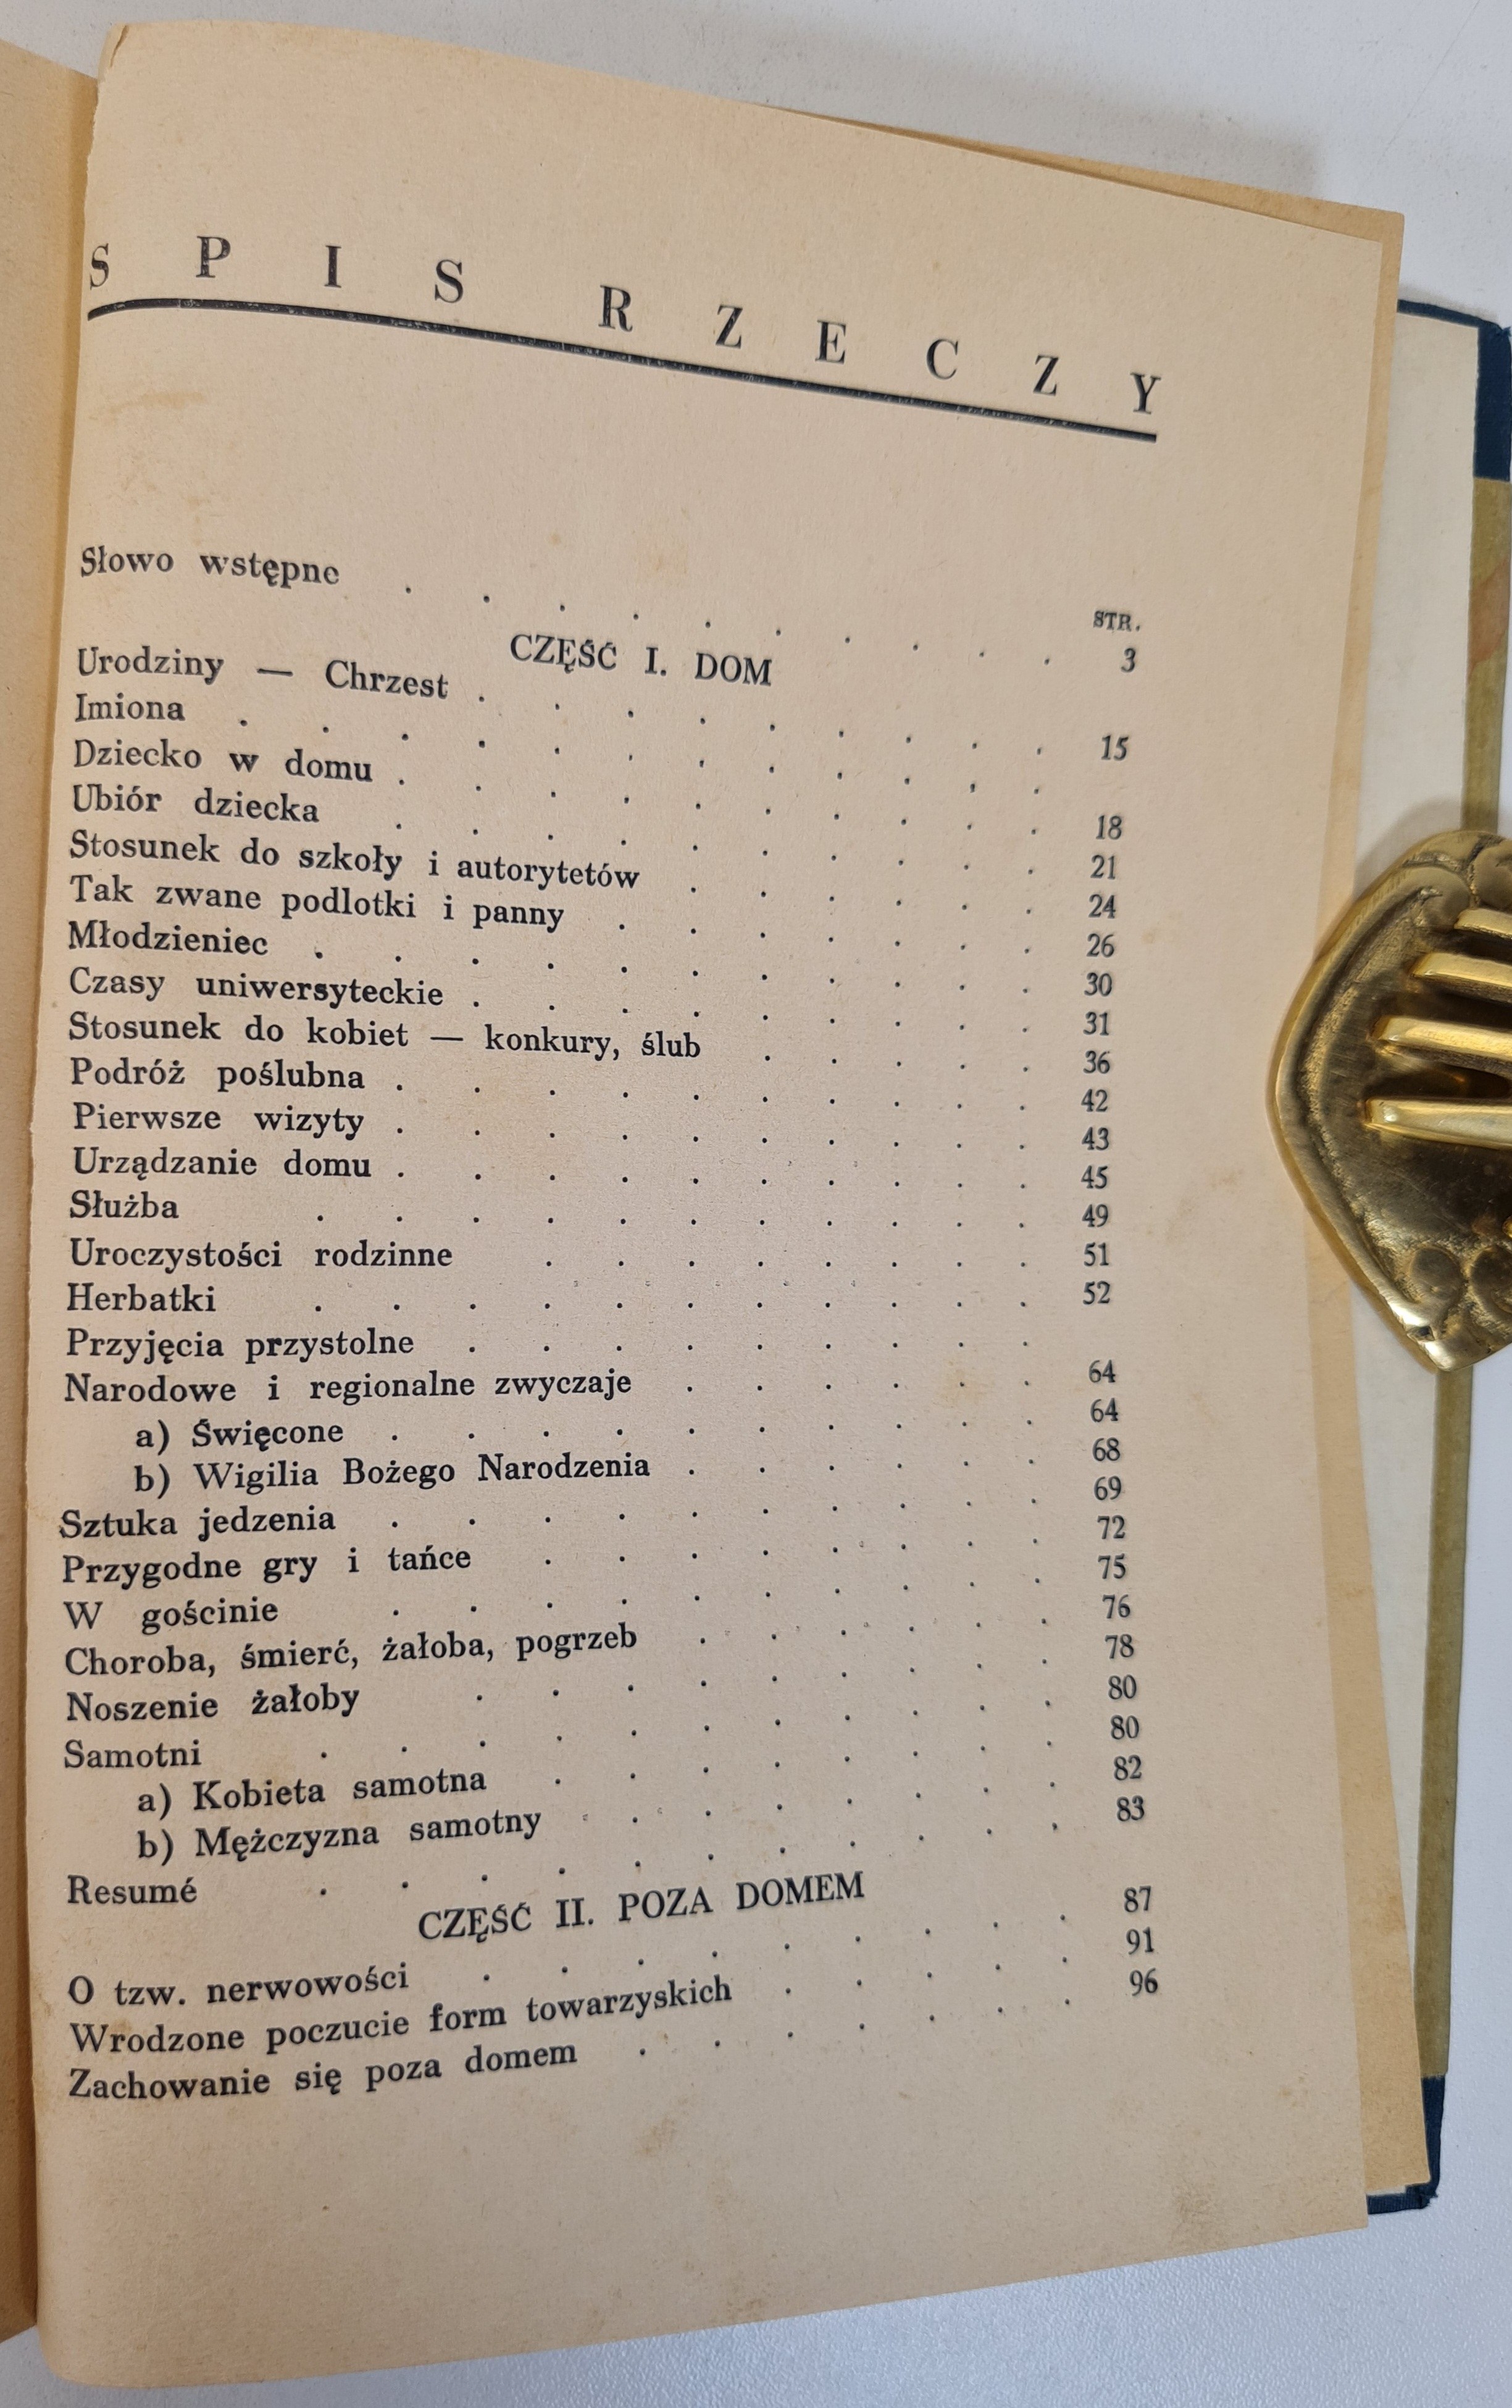 SPIS RZECZY
STR.
Słowo wstępne . . . . . . . . . . 3
CZĘŚĆ I. DOM
Urodziny — Chrzest . . . . . . . . . 15
Imiona . . . . . . . . . . .
Dziecko w domu . . . . . . . . . . 18
Ubiór dziecka . . . . . . . . . . 21
Stosunek do szkoły i autorytetów . . . . . . 24
Tak zwane podlotki i panny . . . . . . . 26
Młodzieniec . . . . . . . . . . . 30
Czasy uniwersyteckie . . . . . . . . . 31
Stosunek do kobiet — konkury, ślub . . . . . 36
Podróż poślubna . . . . . . . . . . 42
Pierwsze wizyty . . . . . . . . . . 43
Urządzanie domu . . . . . . . . . . 45
Służba . . . . . . . . . . . 49
Uroczystości rodzinne . . . . . . . . 51
Herbatki . . . . . . . . . . . 52
Przyjęcia przystolne . . . . . . . . .
Narodowe i regionalne zwyczaje . . . . . . 64
a) Święcone . . . . . . . . . . 64
b) Wigilia Bożego Narodzenia . . . . . . 68
Sztuka jedzenia . . . . . . . . . . 69
Przygodne gry i tańce . . . . . . . . 72
W gościnie . . . . . . . . . . 75
Choroba, śmierć, żałoba, pogrzeb . . . . . . 76
Noszenie żałoby . . . . . . . . . 78
Samotni . . . . . . . . . . . 80
a) Kobieta samotna . . . . . . . . 80
b) Mężczyzna samotny . . . . . . . . 82
Resumé . . . . . . . . . . . 83
CZĘŚĆ II. POZA DOMEM
O tzw. nerwowości . . . . . . . . . 87
Wrodzone poczucie form towarzyskich . . . . . 91
Zachowanie się poza domem . . . . . . . 96